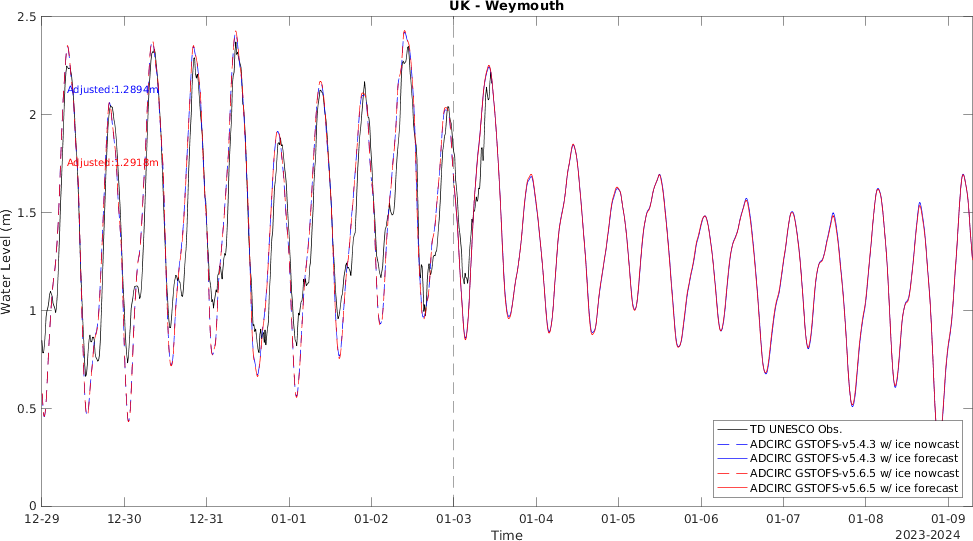 UK - Weymouth
2.5
2
1.5
1
0.5
0
Water Level (m)
Adjusted:1.2894m
Adjusted:1.2918m
TD UNESCO Obs.
ADCIRC GSTOFS-v5.4.3 w/ ice nowcast
ADCIRC GSTOFS-v5.4.3 w/ ice forecast
ADCIRC GSTOFS-v5.6.5 w/ ice nowcast
ADCIRC GSTOFS-v5.6.5 w/ ice forecast
12-29 12-30 12-31 01-01 01-02 01-03 01-04 01-05 01-06 01-07 01-08 01-09
Time
2023-2024